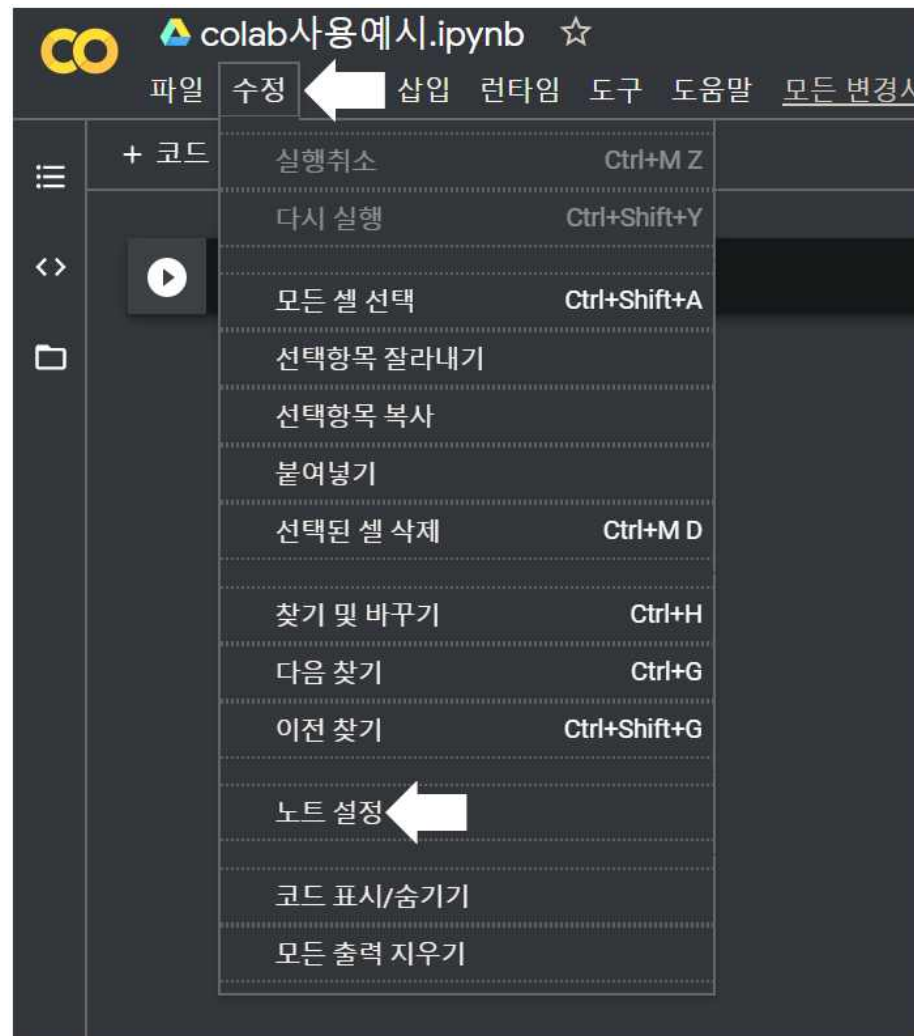 CO colab사용예시.ipynb
파일 수정 삽입 런타임 도구 도움말 모든 변경사
+ 코드
실행취소 Ctrl+M Z
다시 실행 Ctrl+Shift+Y
모든 셀 선택 Ctrl+Shift+A
선택항목 잘라내기
선택항목 복사
붙여넣기
선택된 셀 삭제 Ctrl+M D
찾기 및 바꾸기 Ctrl+H
다음 찾기 Ctrl+G
이전 찾기 Ctrl+Shift+G
노트 설정
코드 표시/숨기기
모든 출력 지우기